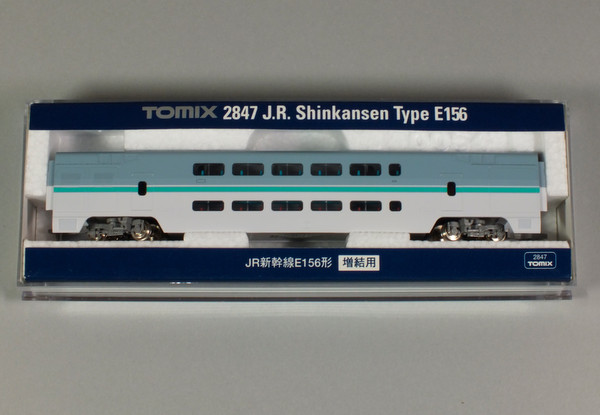 TOMIX 2847 J.R. Shinkansen Type E156
JR新幹線E156形 増結用
2847
TOMIX